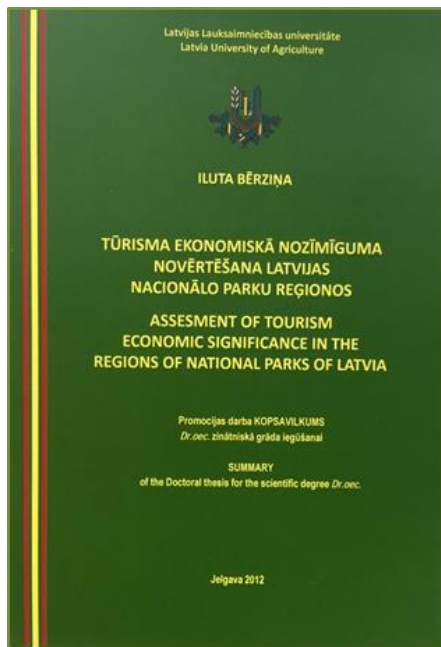 Latvijas Lauksaimniecības universitāte
Latvia University of Agriculture
ILUTA BĒRZIŅA
TŪRISMA EKONOMISKĀ NOZĪMĪGUMA
NOVĒRTĒŠANA LATVIJAS
NACIONĀLO PARKU REĢIONOS
ASSESMENT OF TOURISM
ECONOMIC SIGNIFICANCE IN THE
REGIONS OF NATIONAL PARKS OF LATVIA
Promocijas darba KOPSAVILKUMS
Dr.oec. zinātniskā grāda iegūšanai
SUMMARY
of the Doctoral thesis for the scientific degree Dr.oec.
Jelgava 2012